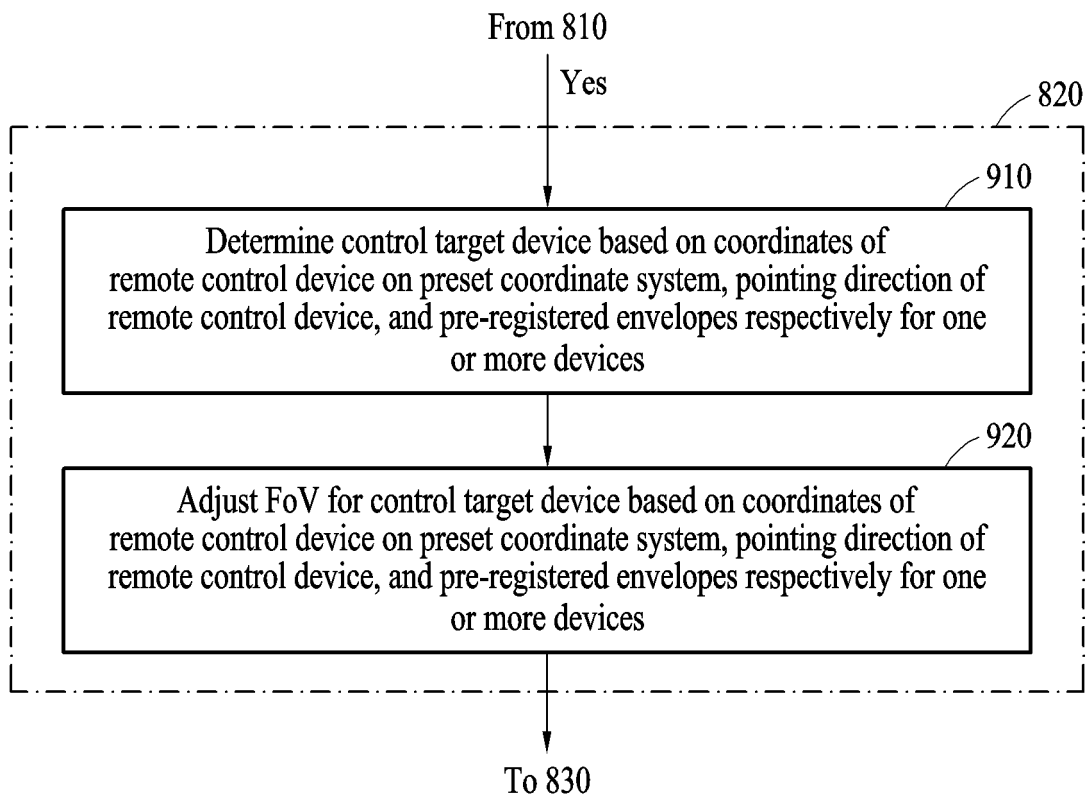 From 810
Yes
820
910
Determine control target device based on coordinates of
remote control device on preset coordinate system, pointing direction of
remote control device, and pre-registered envelopes respectively for one
or more devices
920
Adjust FoV for control target device based on coordinates of
remote control device on preset coordinate system, pointing direction of
remote control device, and pre-registered envelopes respectively for one
or more devices
To 830